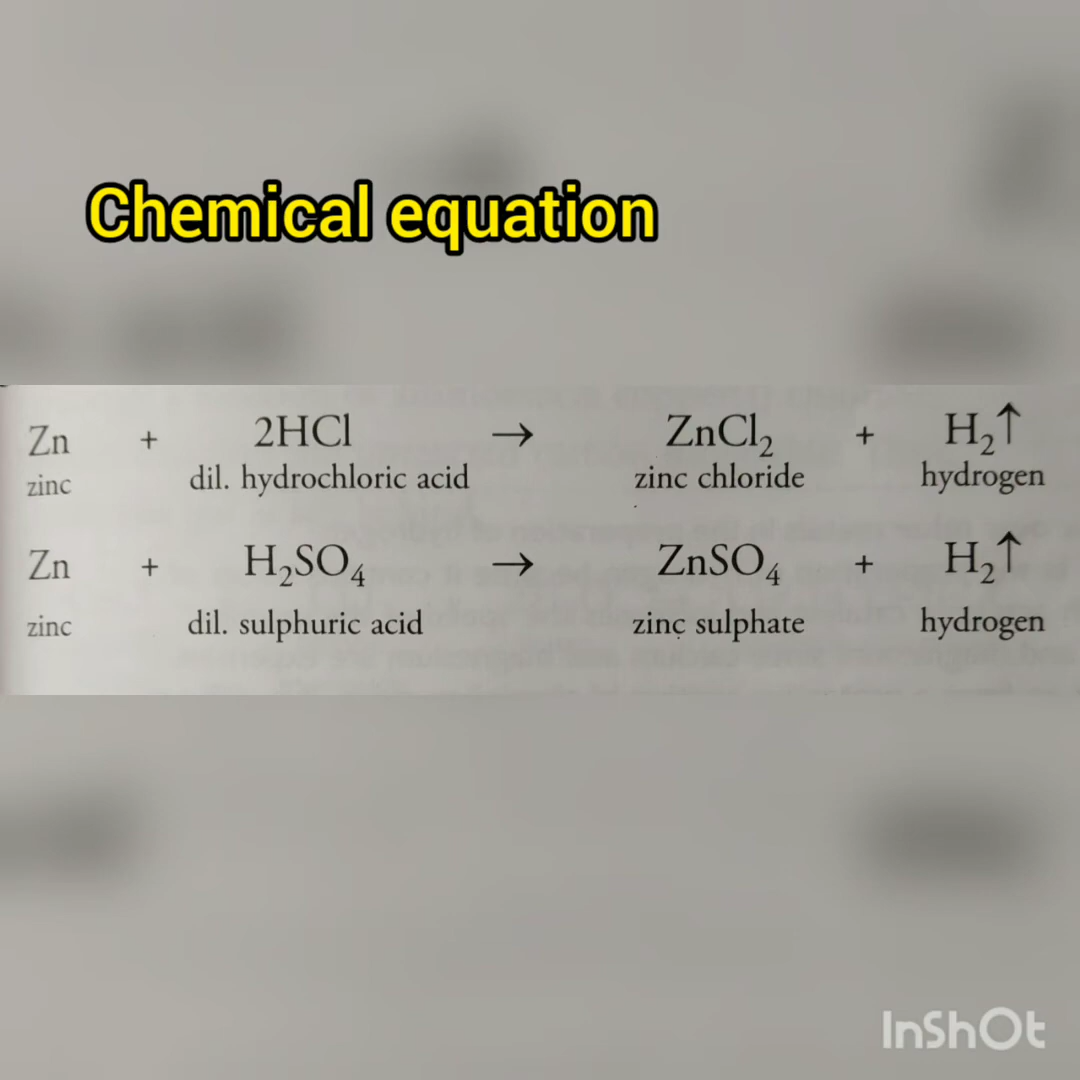 Chemical equation
Zn + 2HCl → ZnCl₂ + H₂↑
zinc dil. hydrochloric acid zinc chloride hydrogen
Zn + H₂SO₄ → ZnSO₄ + H₂↑
zinc dil. sulphuric acid zinc sulphate hydrogen
InShOt